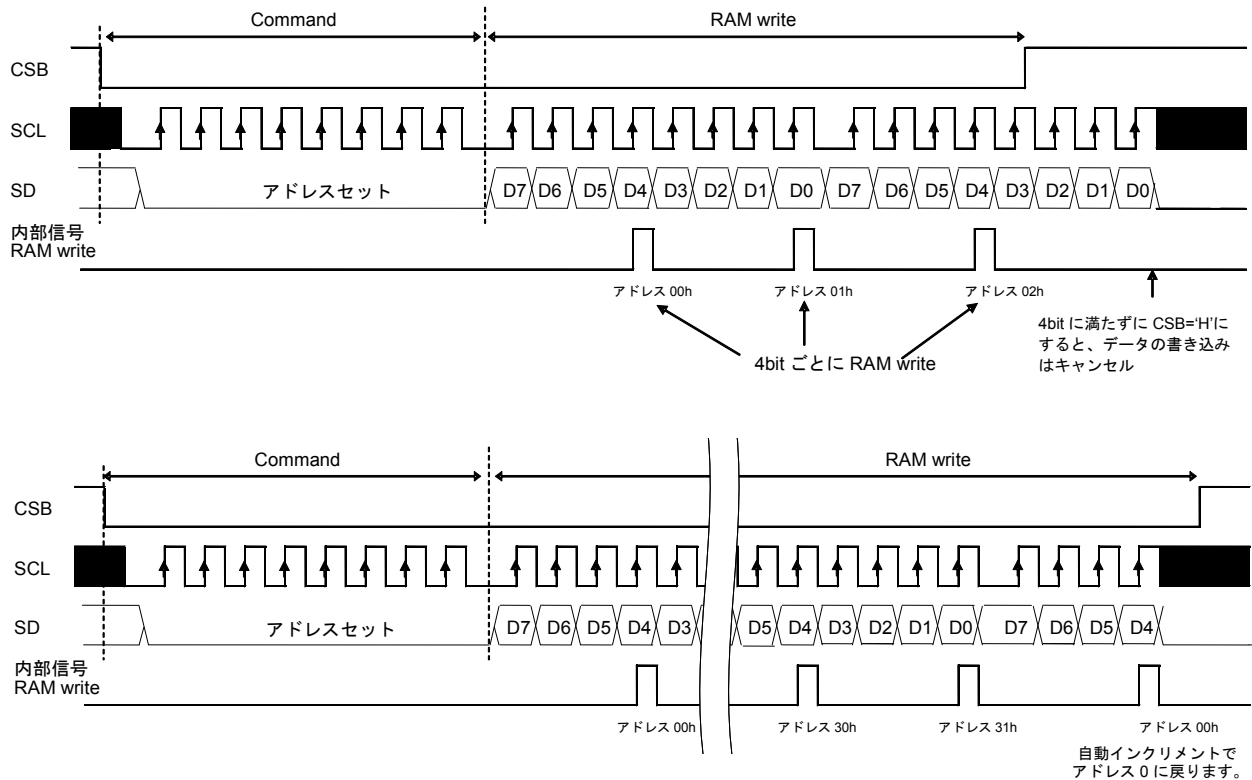 Command RAM write
CSB
SCL
SD アドレスセット D7 D6 D5 D4 D3 D2 D1 D0 D7 D6 D5 D4 D3 D2 D1 D0
内部信号
RAM write
アドレス 00h アドレス 01h アドレス 02h
4bit ごとに RAM write
4bit に満たずに CSB=‘H’に
すると、データの書き込み
はキャンセル
Command RAM write
CSB
SCL
SD アドレスセット D7 D6 D5 D4 D3 D5 D4 D3 D2 D1 D0 D7 D6 D5 D4
内部信号
RAM write
アドレス 00h アドレス 30h アドレス 31h アドレス 00h
自動インクリメントで
アドレス 0 に戻ります。